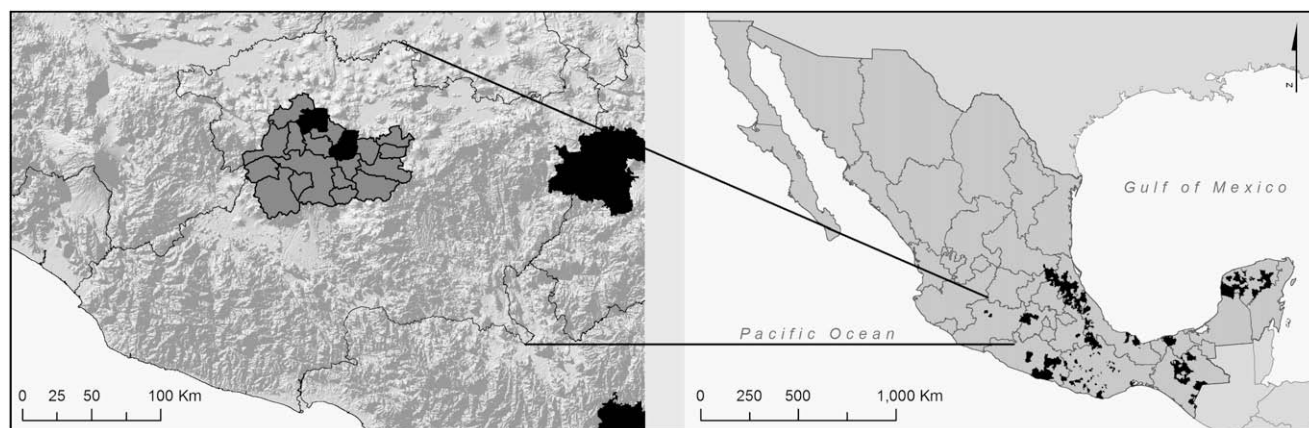 0 25 50 100 Km
z
Gulf of Mexico
Pacific Ocean
0 250 500 1,000 Km